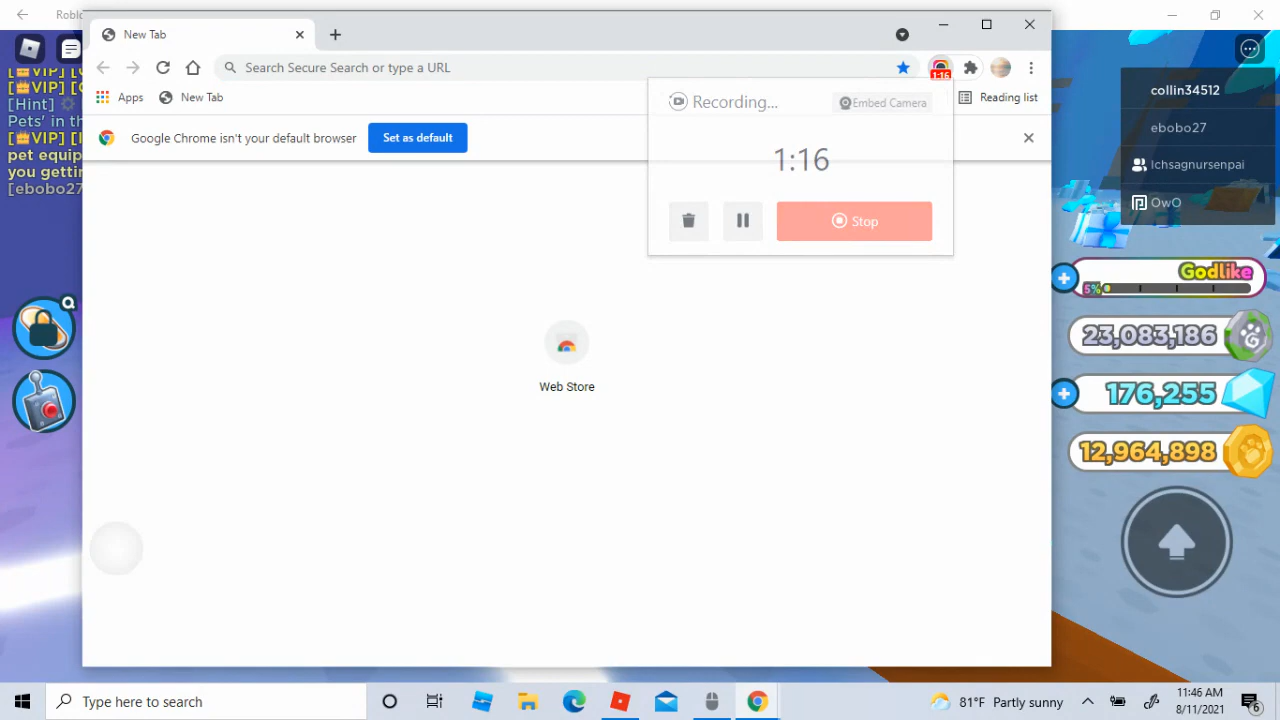 Roblo
New Tab
Search Secure Search or type a URL
1:16
Apps
New Tab
Reading list
Google Chrome isn't your default browser
Set as default
Recording...
Embed Camera
1:16
Stop
Web Store
[👑VIP] [
[👑VIP] [
[Hint]
Pets' in th
[👑VIP] [
pet equip
you gettin
[ebobo27
collin34512
ebobo27
Ichsagnursenpai
OwO
Godlike
5%
23,083,186
176,255
12,964,898
Type here to search
81°F Partly sunny
11:46 AM
8/11/2021
6